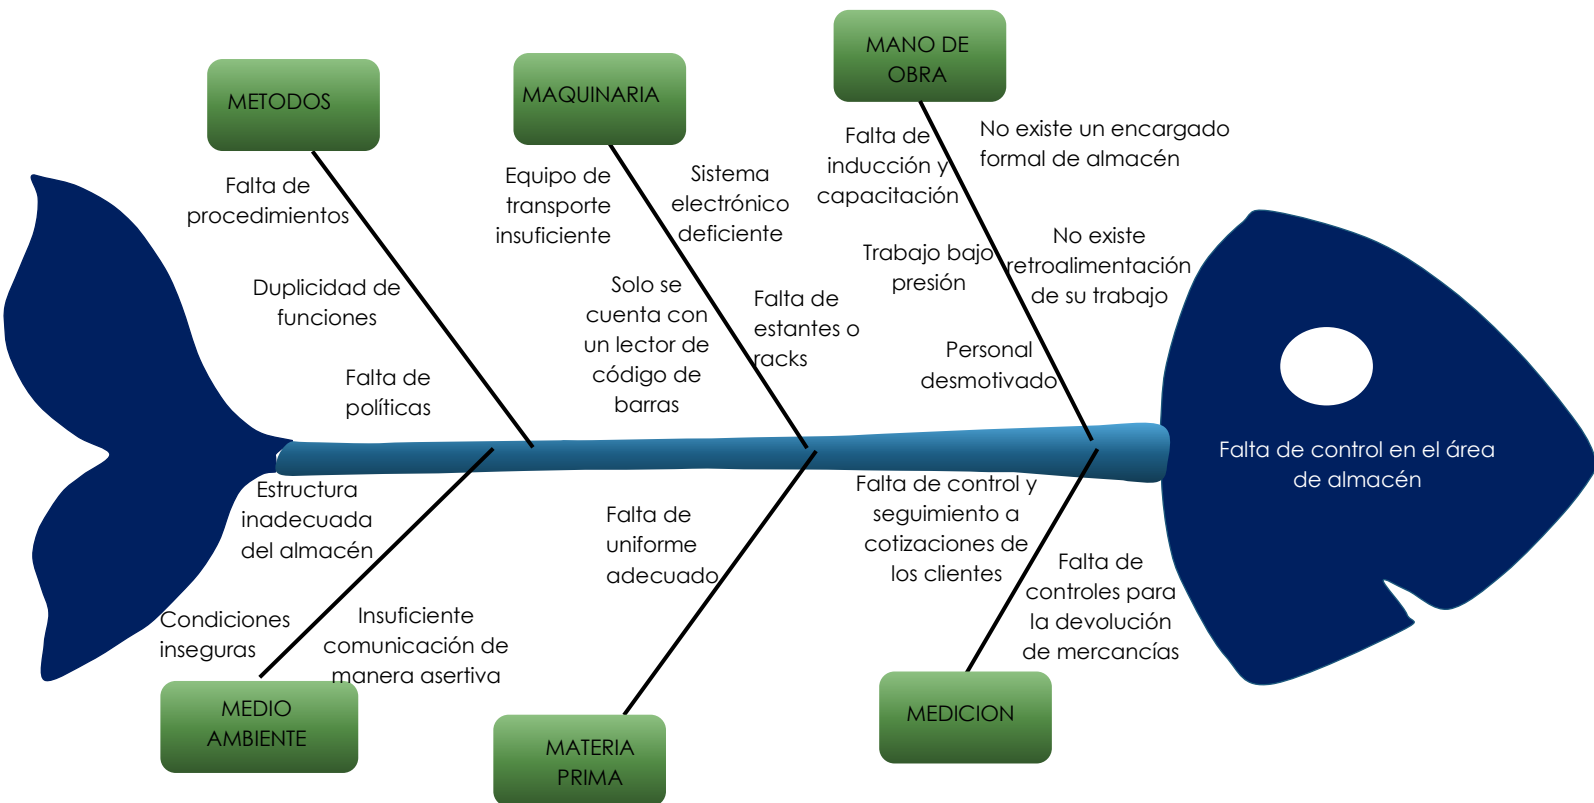 METODOS
Falta de
procedimientos
Duplicidad de
funciones
Falta de
políticas
MAQUINARIA
Equipo de
transporte
insuficiente
Sistema
electrónico
deficiente
Solo se
cuenta con
un lector de
código de
barras
Falta de
estantes o
racks
MANO DE
OBRA
Falta de
inducción y
capacitación
No existe un encargado
formal de almacén
Trabajo bajo
presión
No existe
retroalimentación
de su trabajo
Personal
desmotivado
Falta de control en el área
de almacén
Estructura
inadecuada
del almacén
Condiciones
inseguras
Insuficiente
comunicación de
manera asertiva
MEDIO
AMBIENTE
Falta de
uniforme
adecuado
MATERIA
PRIMA
Falta de control y
seguimiento a
cotizaciones de
los clientes
Falta de
controles para
la devolución
de mercancías
MEDICION